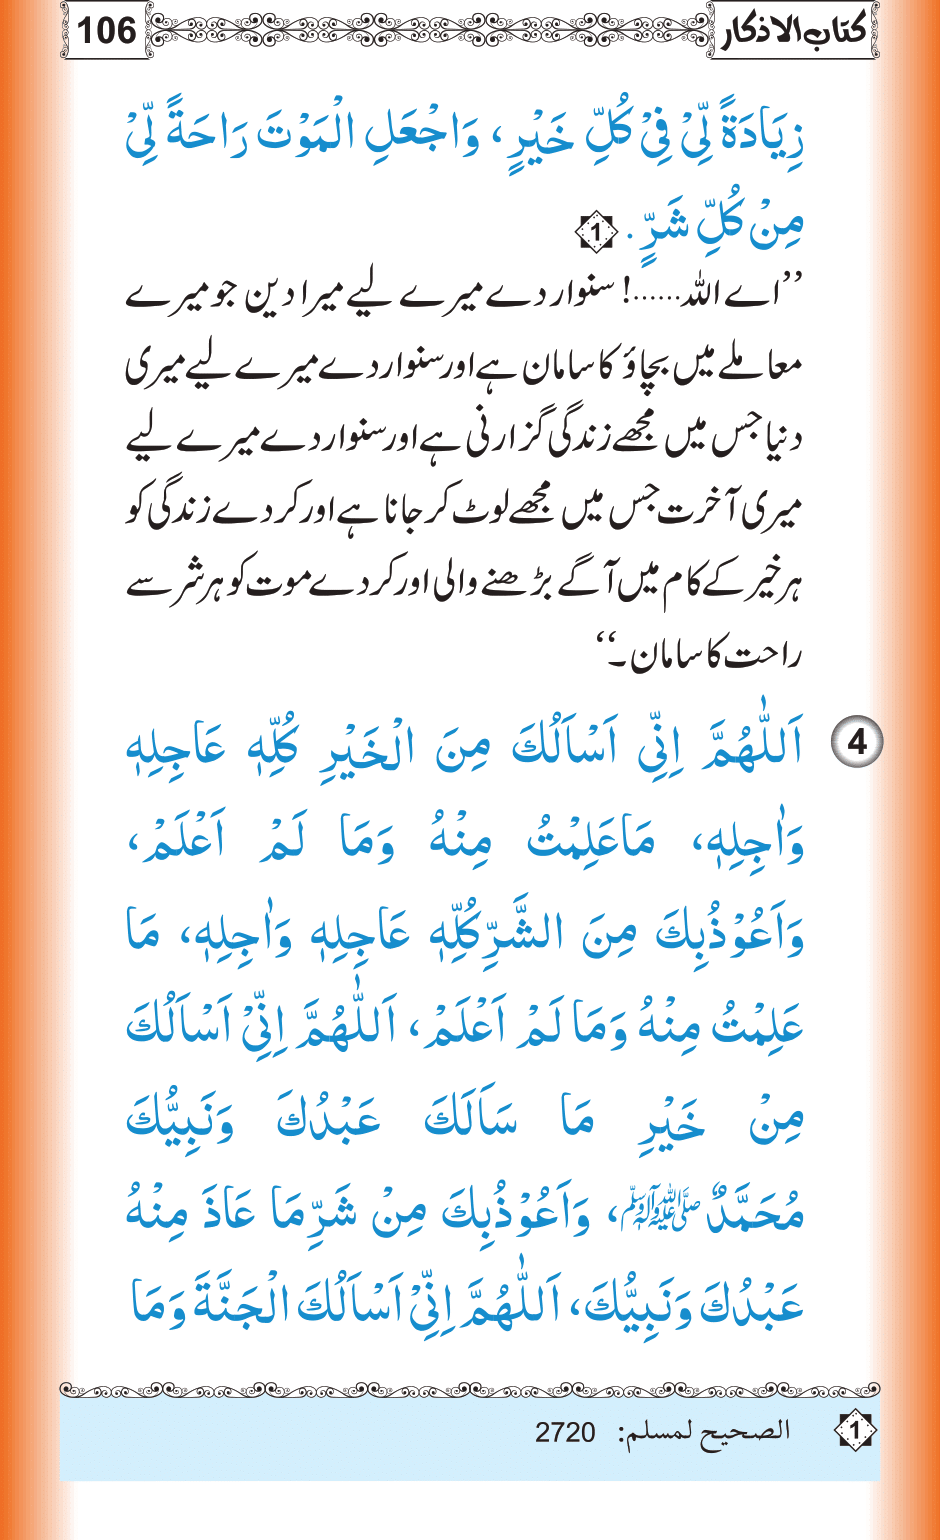 كتاب الاذكار
106
زِيَادَةً لِّيْ فِيْ كُلِّ خَيْرٍ، وَاجْعَلِ الْمَوْتَ رَاحَةً لِّيْ
مِنْ كُلِّ شَرٍّ . 1
’’اے اللہ......! سنوار دے میرے لیے میرا دین جو میرے
معاملے میں بچاؤ کا سامان ہے اور سنوار دے میرے لیے میری
دنیا جس میں مجھے زندگی گزارنی ہے اور سنوار دے میرے لیے
میری آخرت جس میں مجھے لوٹ کر جانا ہے اور کر دے زندگی کو
ہر خیر کے کام میں آگے بڑھنے والی اور کر دے موت کو ہر شر سے
راحت کا سامان۔‘‘
4 اَللّٰهُمَّ اِنِّيْ اَسْاَلُكَ مِنَ الْخَيْرِ كُلِّهٖ عَاجِلِهٖ
وَاٰجِلِهٖ، مَاعَلِمْتُ مِنْهُ وَمَا لَمْ اَعْلَمْ،
وَاَعُوْذُبِكَ مِنَ الشَّرِّكُلِّهٖ عَاجِلِهٖ وَاٰجِلِهٖ، مَا
عَلِمْتُ مِنْهُ وَمَا لَمْ اَعْلَمْ، اَللّٰهُمَّ اِنِّيْ اَسْاَلُكَ
مِنْ خَيْرِ مَا سَاَلَكَ عَبْدُكَ وَنَبِيُّكَ
مُحَمَّدٌ ﷺ، وَاَعُوْذُبِكَ مِنْ شَرِّمَا عَاذَ مِنْهُ
عَبْدُكَ وَنَبِيُّكَ، اَللّٰهُمَّ اِنِّيْ اَسْاَلُكَ الْجَنَّةَ وَمَا
1 الصحيح لمسلم: 2720